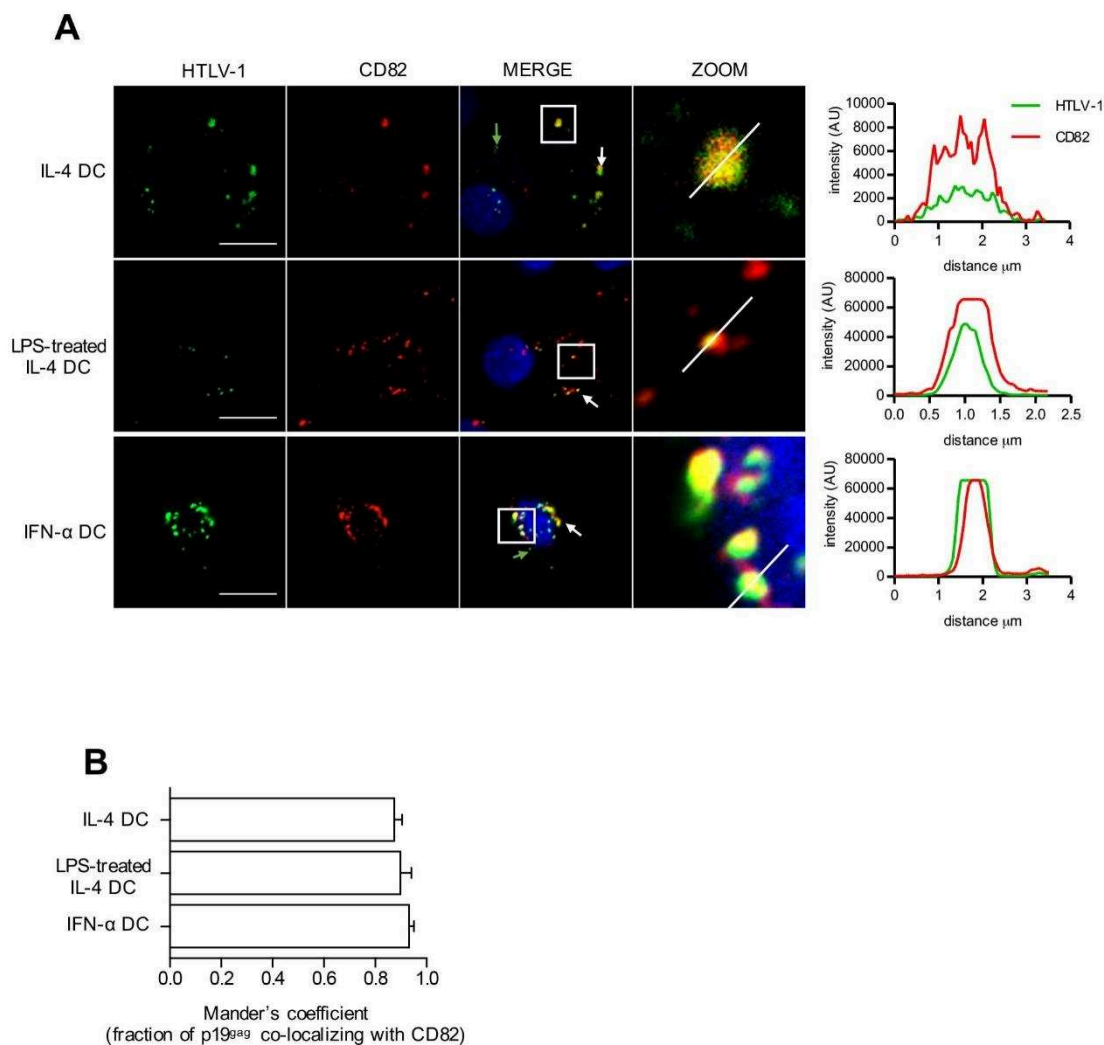 A
HTLV-1 CD82 MERGE ZOOM
IL-4 DC
10000
8000
6000
4000
2000
0
0 1 2 3 4
intensity (AU)
distance μm
HTLV-1
CD82
LPS-treated
IL-4 DC
80000
60000
40000
20000
0
0.0 0.5 1.0 1.5 2.0 2.5
intensity (AU)
distance μm
IFN-α DC
80000
60000
40000
20000
0
0 1 2 3 4
intensity (AU)
distance μm
B
IL-4 DC
LPS-treated
IL-4 DC
IFN-α DC
0.0 0.2 0.4 0.6 0.8 1.0
Mander's coefficient
(fraction of p19gag co-localizing with CD82)